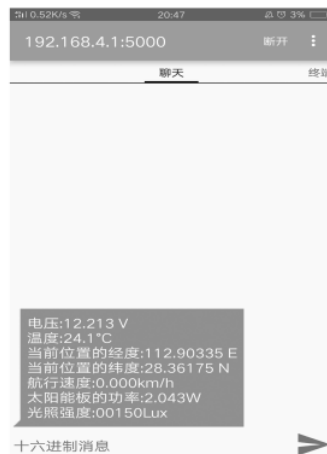 0.52K/s 20:47 3%
192.168.4.1:5000 断开
聊天 终端
电压:12.213 V
温度:24.1°C
当前位置的经度:112.90335 E
当前位置的纬度:28.36175 N
航行速度:0.000km/h
太阳能板的功率:2.043W
光照强度:00150Lux
十六进制消息